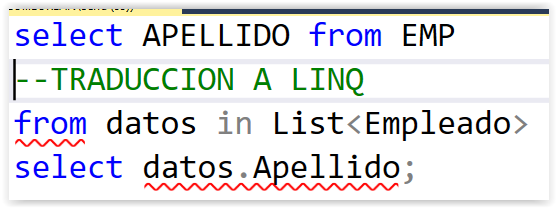 select APELLIDO from EMP
--TRADUCCION A LINQ
from datos in List<Empleado>
select datos.Apellido;